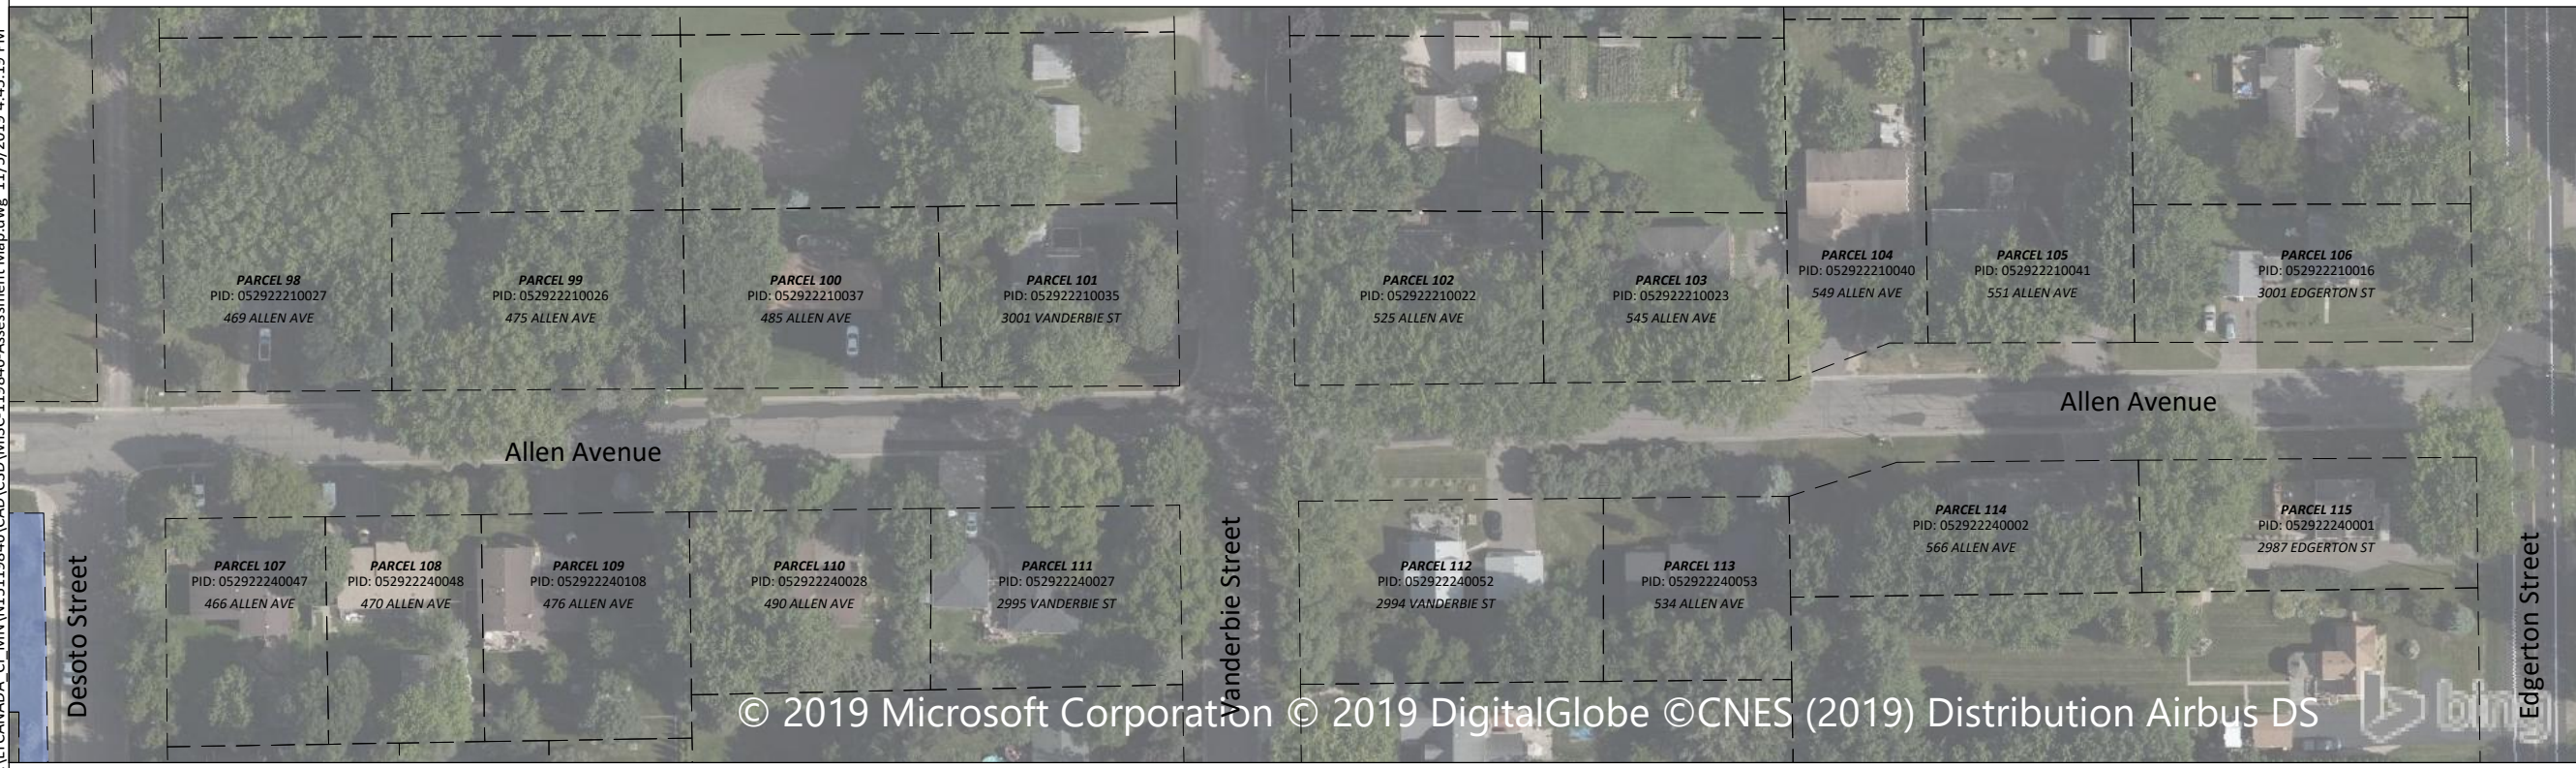 PARCEL 98
PID: 052922210027
469 ALLEN AVE
PARCEL 99
PID: 052922210026
475 ALLEN AVE
PARCEL 100
PID: 052922210037
485 ALLEN AVE
PARCEL 101
PID: 052922210035
3001 VANDERBIE ST
PARCEL 102
PID: 052922210022
525 ALLEN AVE
PARCEL 103
PID: 052922210023
545 ALLEN AVE
PARCEL 104
PID: 052922210040
549 ALLEN AVE
PARCEL 105
PID: 052922210041
551 ALLEN AVE
PARCEL 106
PID: 052922210016
3001 EDGERTON ST
Allen Avenue
Allen Avenue
PARCEL 107
PID: 052922240047
466 ALLEN AVE
PARCEL 108
PID: 052922240048
470 ALLEN AVE
PARCEL 109
PID: 052922240108
476 ALLEN AVE
PARCEL 110
PID: 052922240028
490 ALLEN AVE
PARCEL 111
PID: 052922240027
2995 VANDERBIE ST
PARCEL 112
PID: 052922240052
2994 VANDERBIE ST
PARCEL 113
PID: 052922240053
534 ALLEN AVE
PARCEL 114
PID: 052922240002
566 ALLEN AVE
PARCEL 115
PID: 052922240001
2987 EDGERTON ST
Desoto Street
Vanderbie Street
Edgerton Street
© 2019 Microsoft Corporation © 2019 DigitalGlobe ©CNES (2019) Distribution Airbus DS
bing